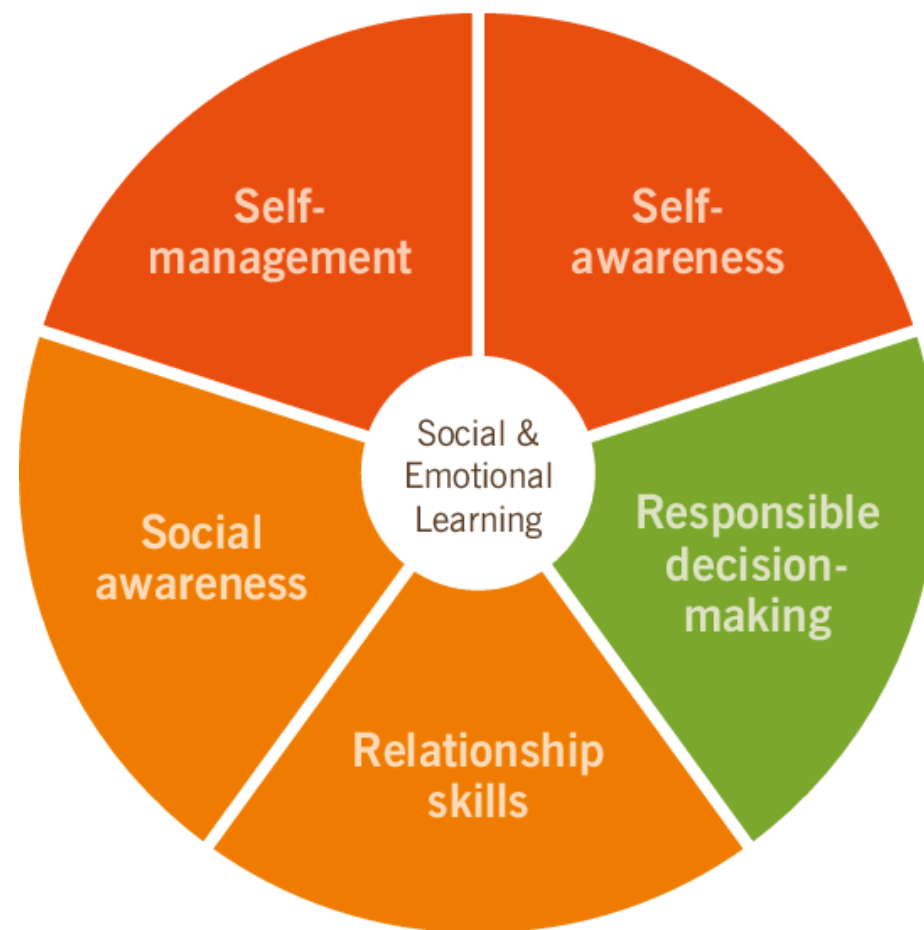 Self-
management
Self-
awareness
Social &
Emotional
Learning
Responsible
decision-
making
Social
awareness
Relationship
skills